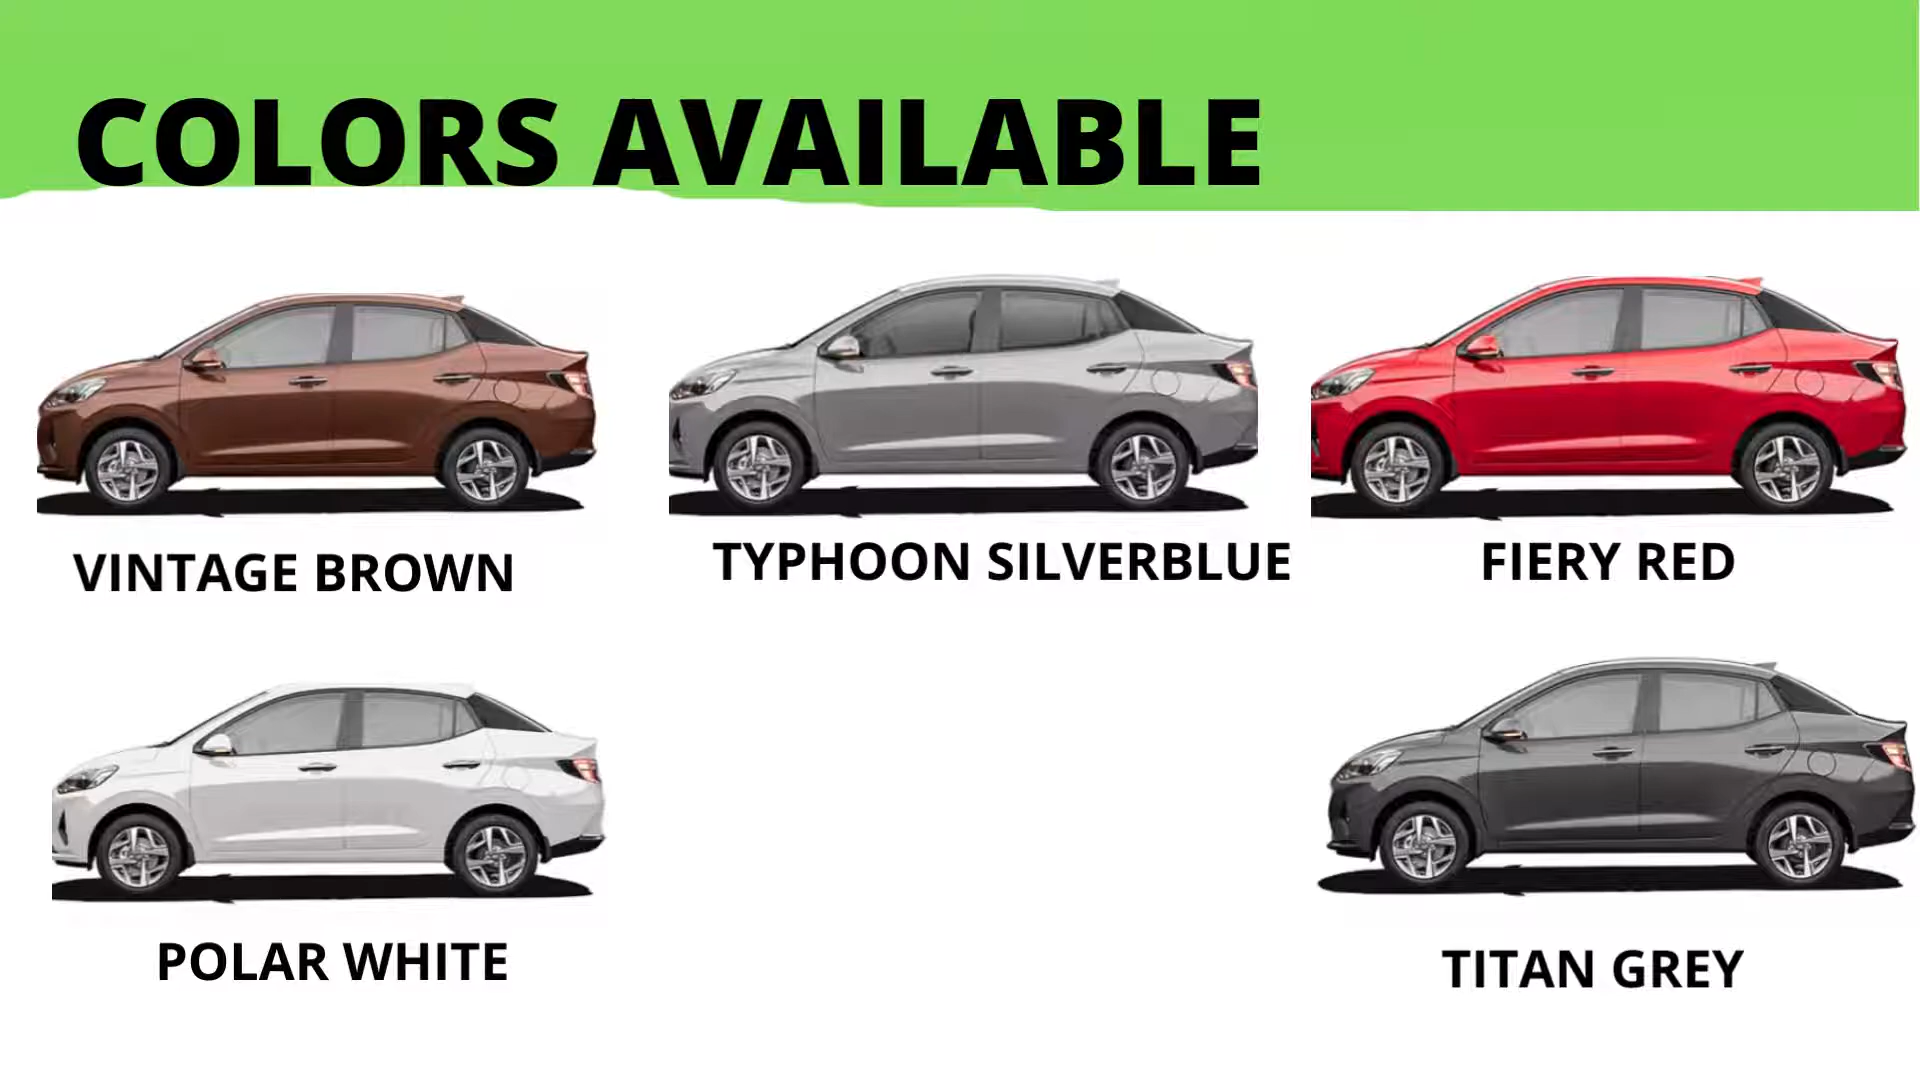 COLORS AVAILABLE
VINTAGE BROWN
TYPHOON SILVERBLUE
FIERY RED
POLAR WHITE
TITAN GREY